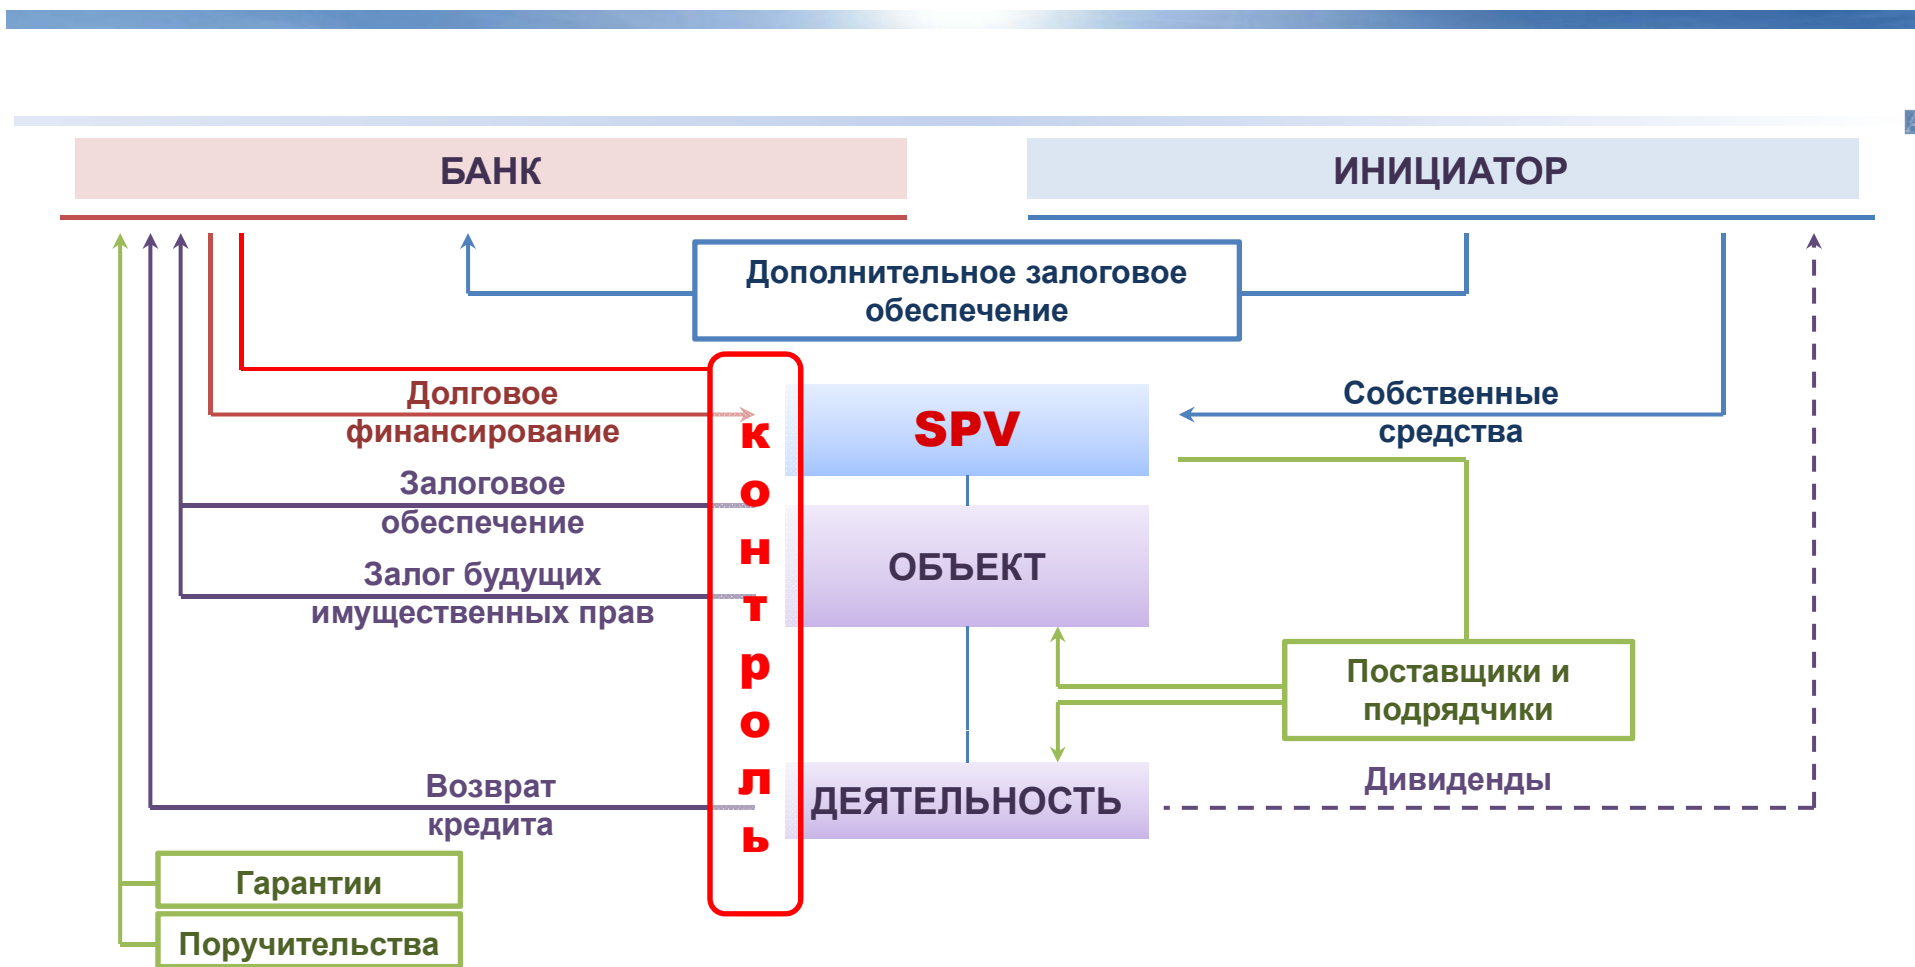 БАНК
ИНИЦИАТОР
Дополнительное залоговое
обеспечение
Долговое
финансирование
SPV
Собственные
средства
Залоговое
обеспечение
ОБЪЕКТ
Залог будущих
имущественных прав
к
о
н
т
р
о
л
ь
Поставщики и
подрядчики
Возврат
кредита
ДЕЯТЕЛЬНОСТЬ
Дивиденды
Гарантии
Поручительства